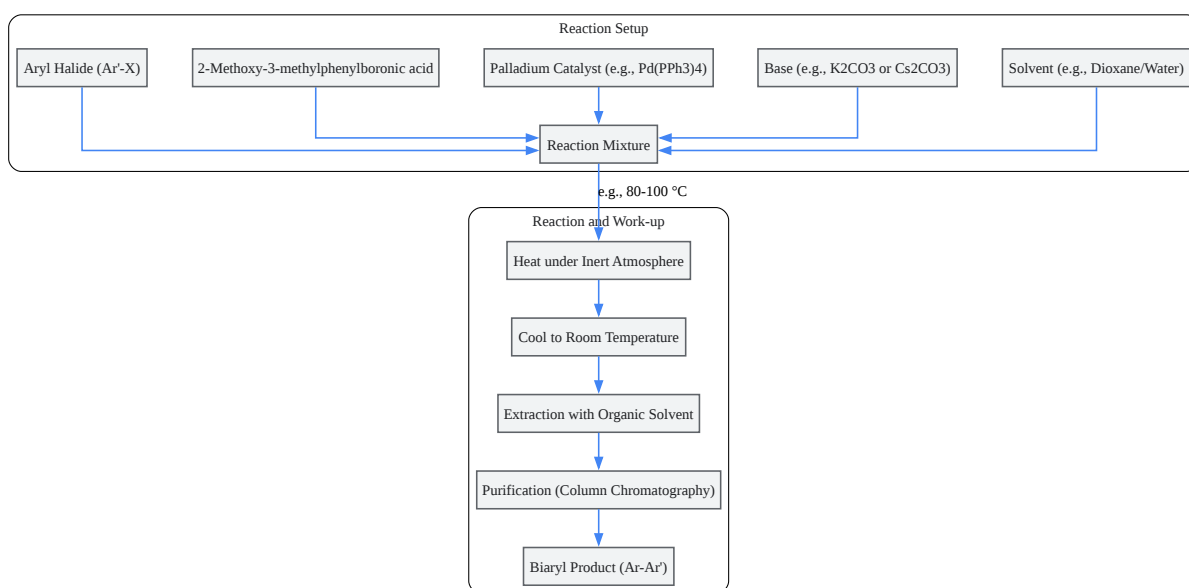 Reaction Setup
Aryl Halide (Ar'-X)
2-Methoxy-3-methylphenylboronic acid
Palladium Catalyst (e.g., Pd(PPh3)4)
Base (e.g., K2CO3 or Cs2CO3)
Solvent (e.g., Dioxane/Water)
Reaction Mixture
e.g., 80-100 °C
Reaction and Work-up
Heat under Inert Atmosphere
Cool to Room Temperature
Extraction with Organic Solvent
Purification (Column Chromatography)
Biaryl Product (Ar-Ar')